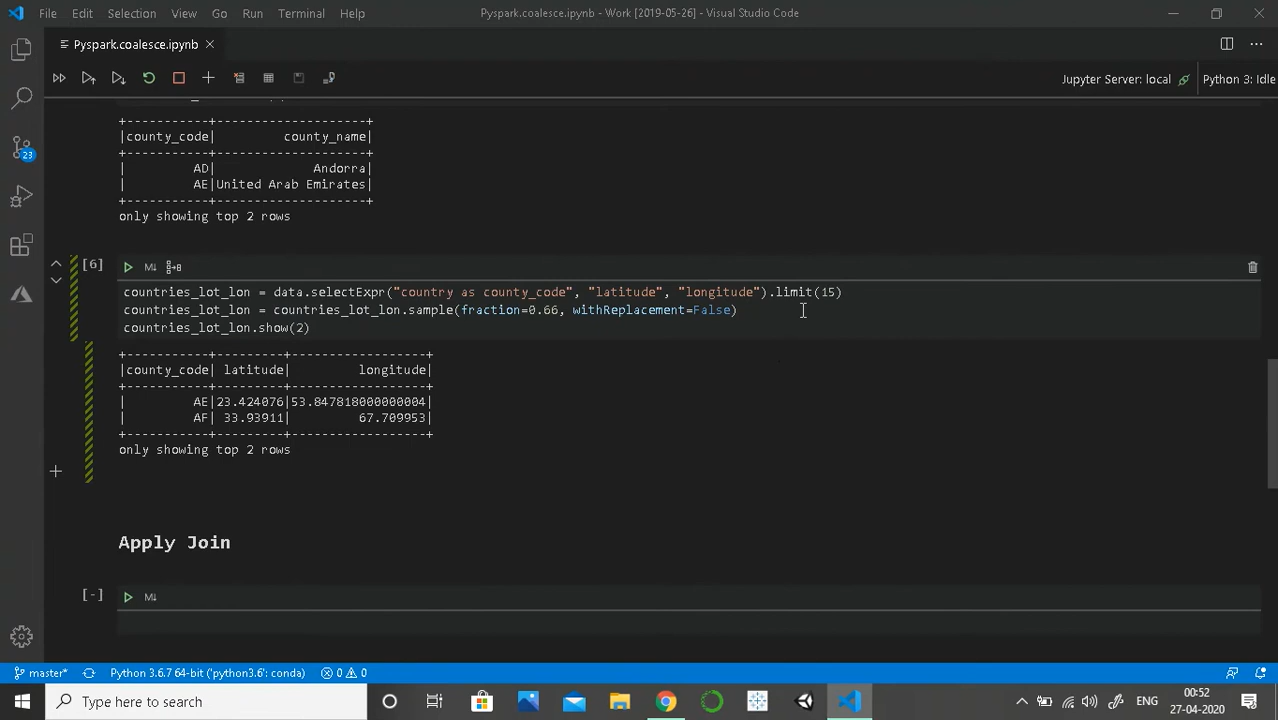 File Edit Selection View Go Run Terminal Help Pyspark.coalesce.ipynb - Work [2019-05-26] - Visual Studio Code
Pyspark.coalesce.ipynb
Jupyter Server: local Python 3: Idle
+-----------+--------------------+
|county_code| county_name|
+-----------+--------------------+
| AD| Andorra|
| AE|United Arab Emirates|
+-----------+--------------------+
only showing top 2 rows
[6] M↓
countries_lot_lon = data.selectExpr("country as county_code", "latitude", "longitude").limit(15)
countries_lot_lon = countries_lot_lon.sample(fraction=0.66, withReplacement=False)
countries_lot_lon.show(2)
+-----------+---------+------------------+
|county_code| latitude| longitude|
+-----------+---------+------------------+
| AE|23.424076|53.847818000000004|
| AF| 33.93911| 67.709953|
+-----------+---------+------------------+
only showing top 2 rows
Apply Join
[-] M↓
master* Python 3.6.7 64-bit ('python3.6': conda) 0 0
23
Type here to search
ENG
00:52
27-04-2020